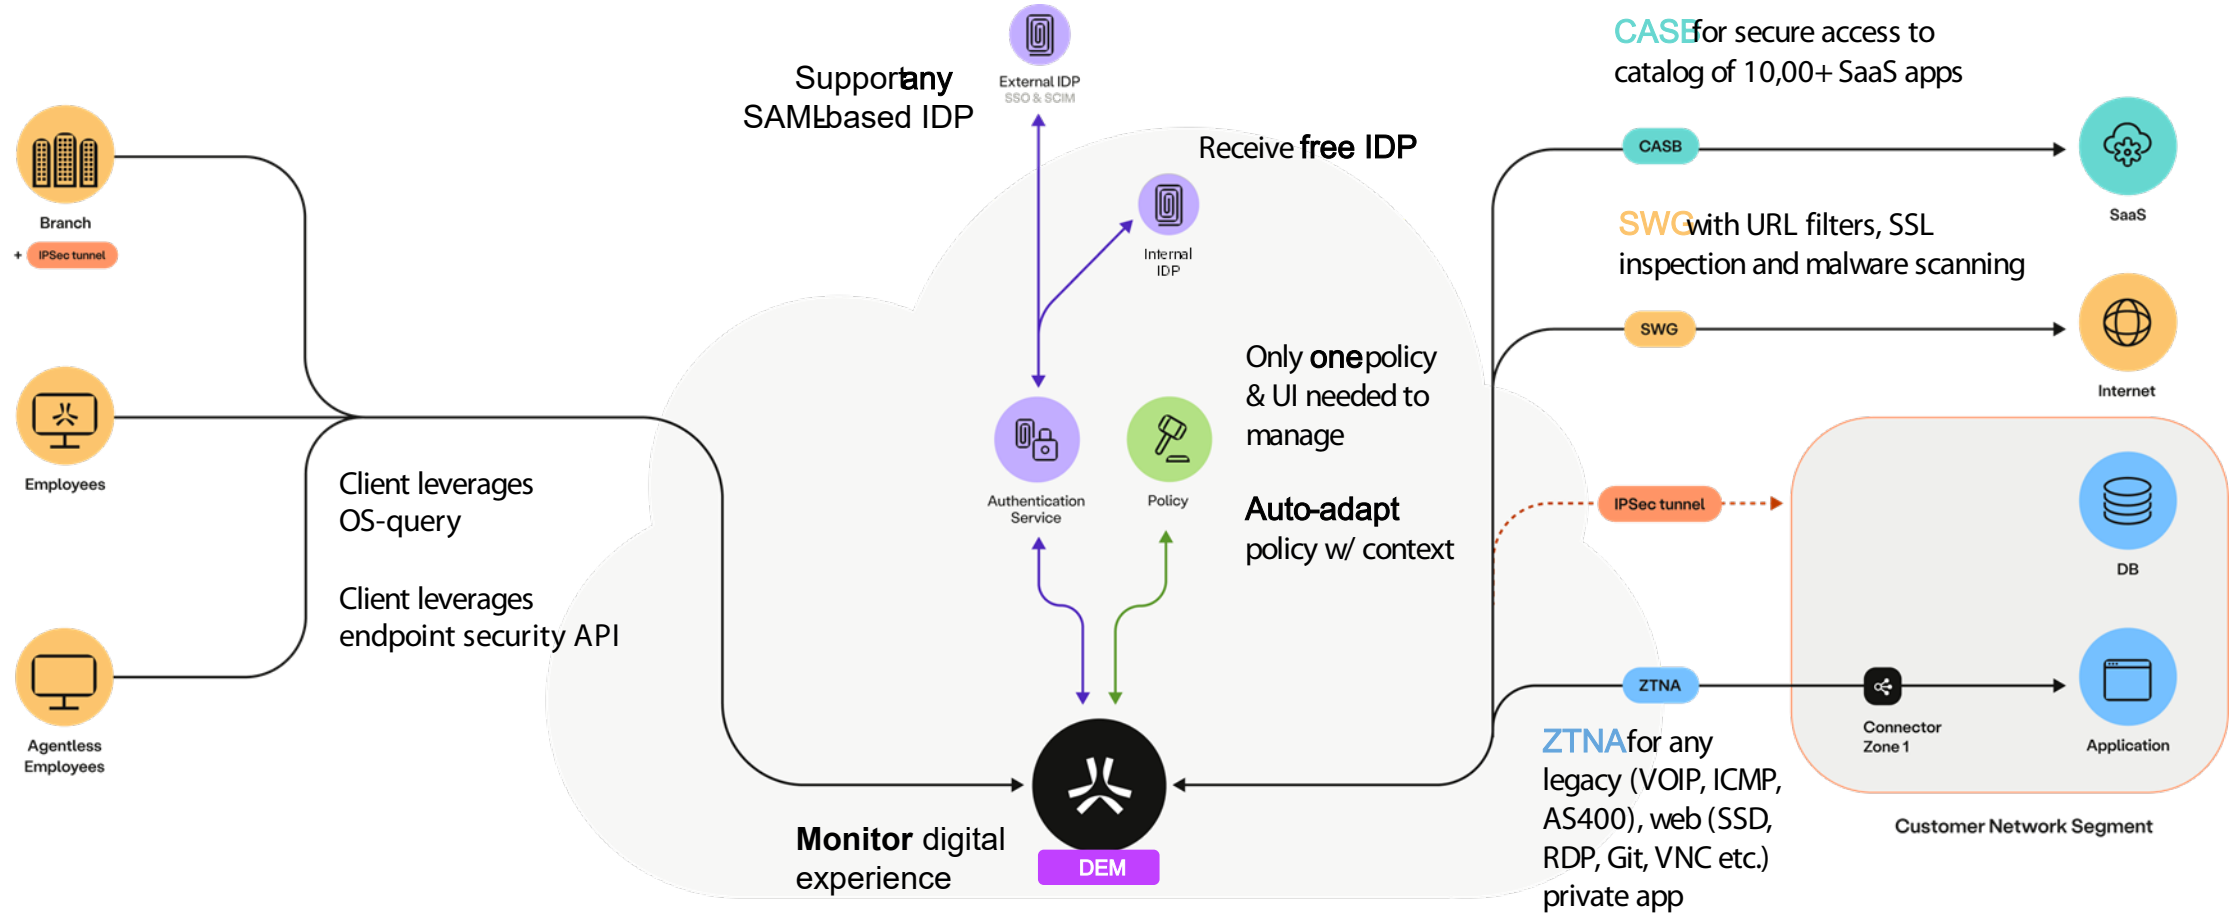 Branch
+ IPSec tunnel
Employees
Agentless
Employees
Client leverages
OS-query
Client leverages
endpoint security API
Support any
SAML-based IDP
External IDP
SSO & SCIM
Receive free IDP
Internal
IDP
Authentication
Service
Policy
Only one policy
& UI needed to
manage
Auto-adapt
policy w/ context
Monitor digital
experience
DEM
CASB for secure access to
catalog of 10,00+ SaaS apps
CASB
SaaS
SWG with URL filters, SSL
inspection and malware scanning
SWG
Internet
IPSec tunnel
DB
ZTNA
Connector
Zone 1
Application
ZTNA for any
legacy (VOIP, ICMP,
AS400), web (SSD,
RDP, Git, VNC etc.)
private app
Customer Network Segment